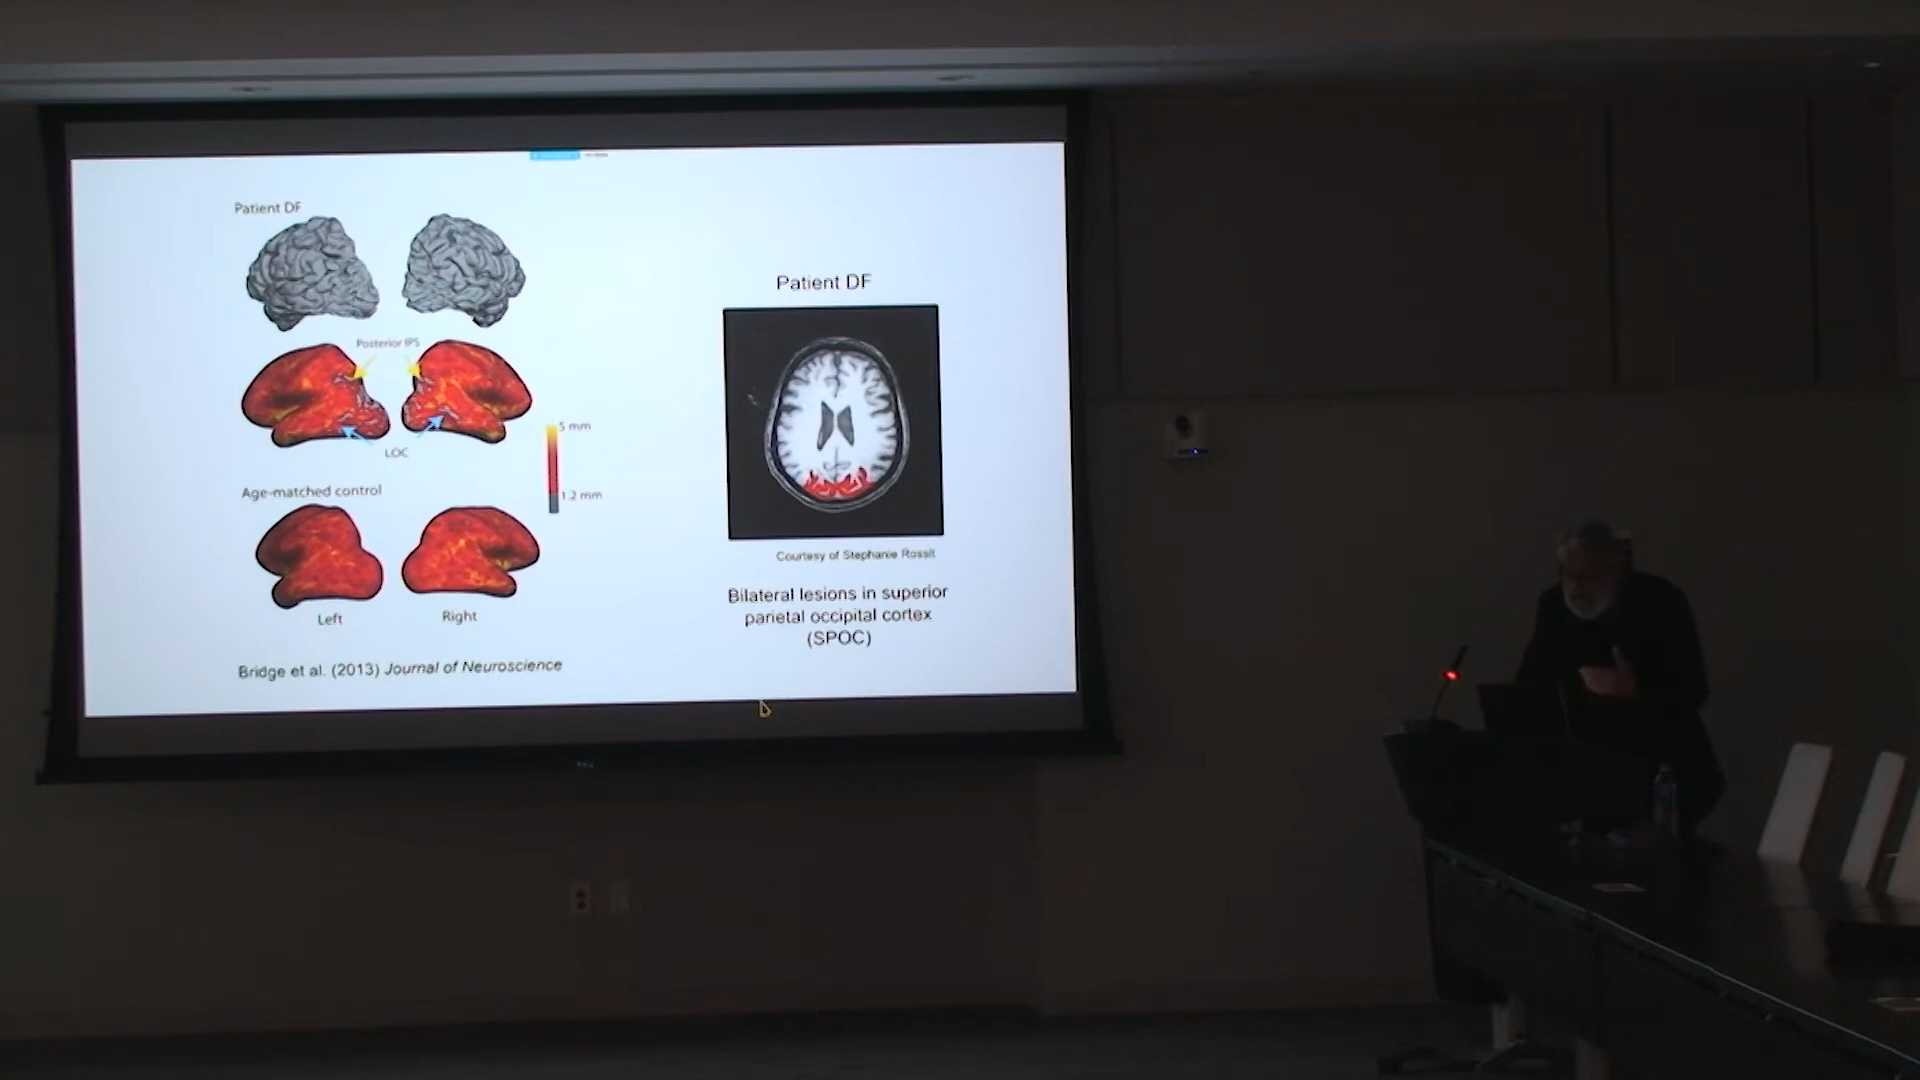 Patient DF
Posterior IPS
LOC
5 mm
1.2 mm
Age-matched control
Left
Right
Bridge et al. (2013) Journal of Neuroscience
Patient DF
Courtesy of Stephanie Rossit
Bilateral lesions in superior
parietal occipital cortex
(SPOC)